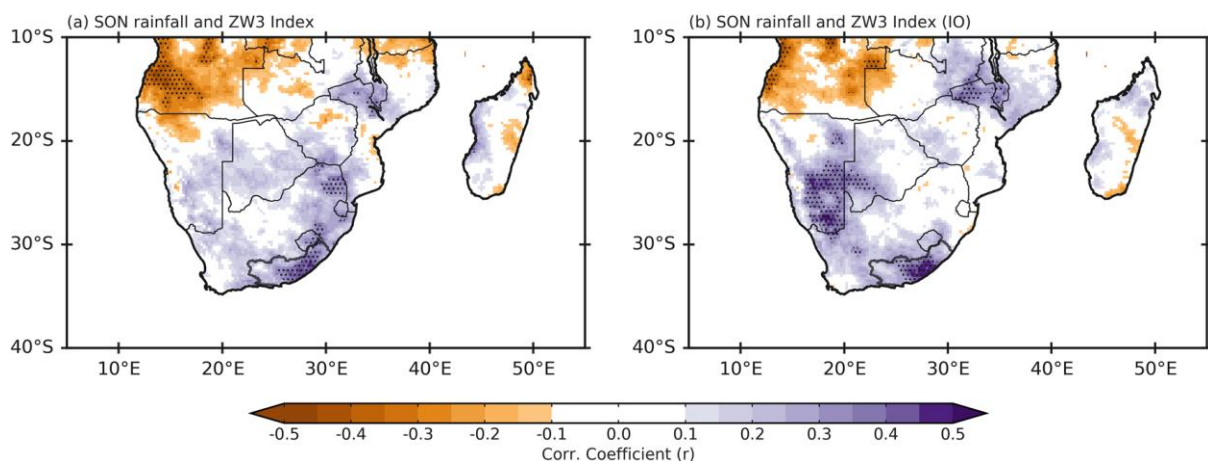 (a) SON rainfall and ZW3 Index
(b) SON rainfall and ZW3 Index (IO)
10°S
20°S
30°S
40°S
10°E 20°E 30°E 40°E 50°E
10°S
20°S
30°S
40°S
10°E 20°E 30°E 40°E 50°E
-0.5 -0.4 -0.3 -0.2 -0.1 0.0 0.1 0.2 0.3 0.4 0.5
Corr. Coefficient (r)